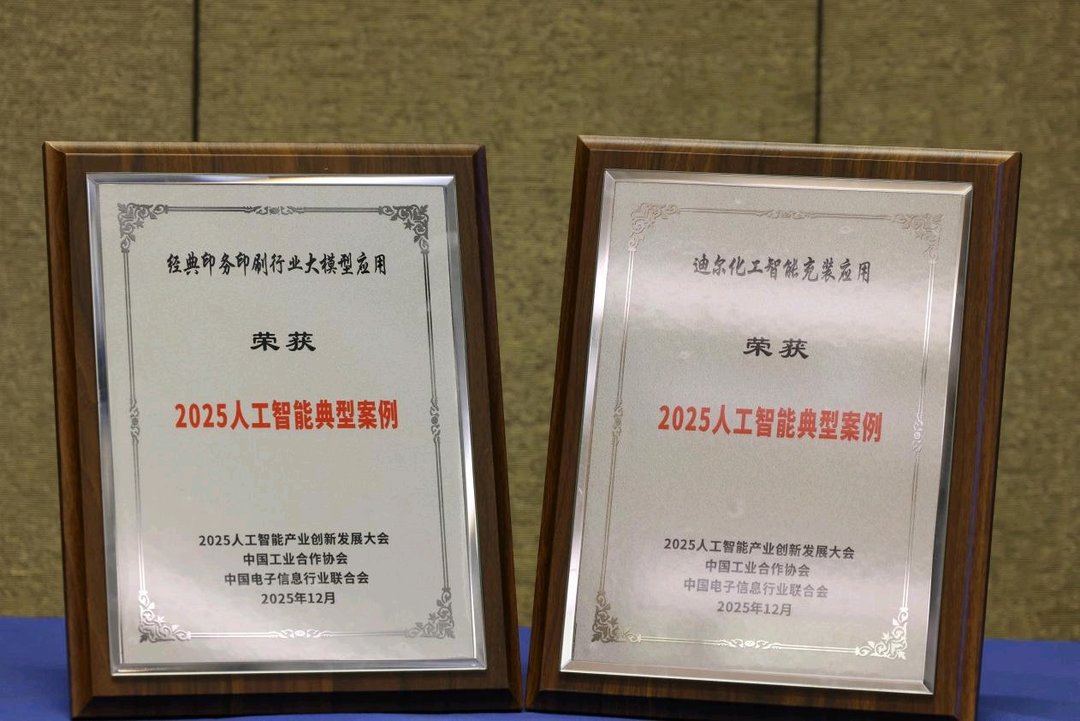 经典印务印刷行业大模型应用
荣获
2025人工智能典型案例
2025人工智能产业创新发展大会
中国工业合作协会
中国电子信息行业联合会
2025年12月
迪尔化工智能充装应用
荣获
2025人工智能典型案例
2025人工智能产业创新发展大会
中国工业合作协会
中国电子信息行业联合会
2025年12月